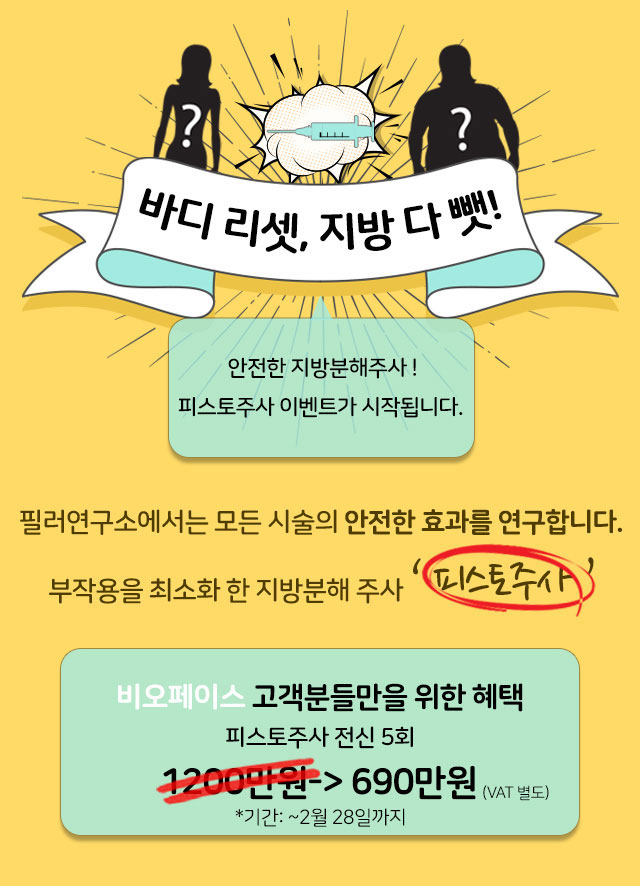 ?
?
바디 리셋, 지방 다 뺏!
안전한 지방분해주사 !
피스토주사 이벤트가 시작됩니다.
필러연구소에서는 모든 시술의 안전한 효과를 연구합니다.
부작용을 최소화 한 지방분해 주사 ‘피스토주사’
비오페이스 고객분들만을 위한 혜택
피스토주사 전신 5회
1200만원-> 690만원 (VAT 별도)
*기간: ~2월 28일까지